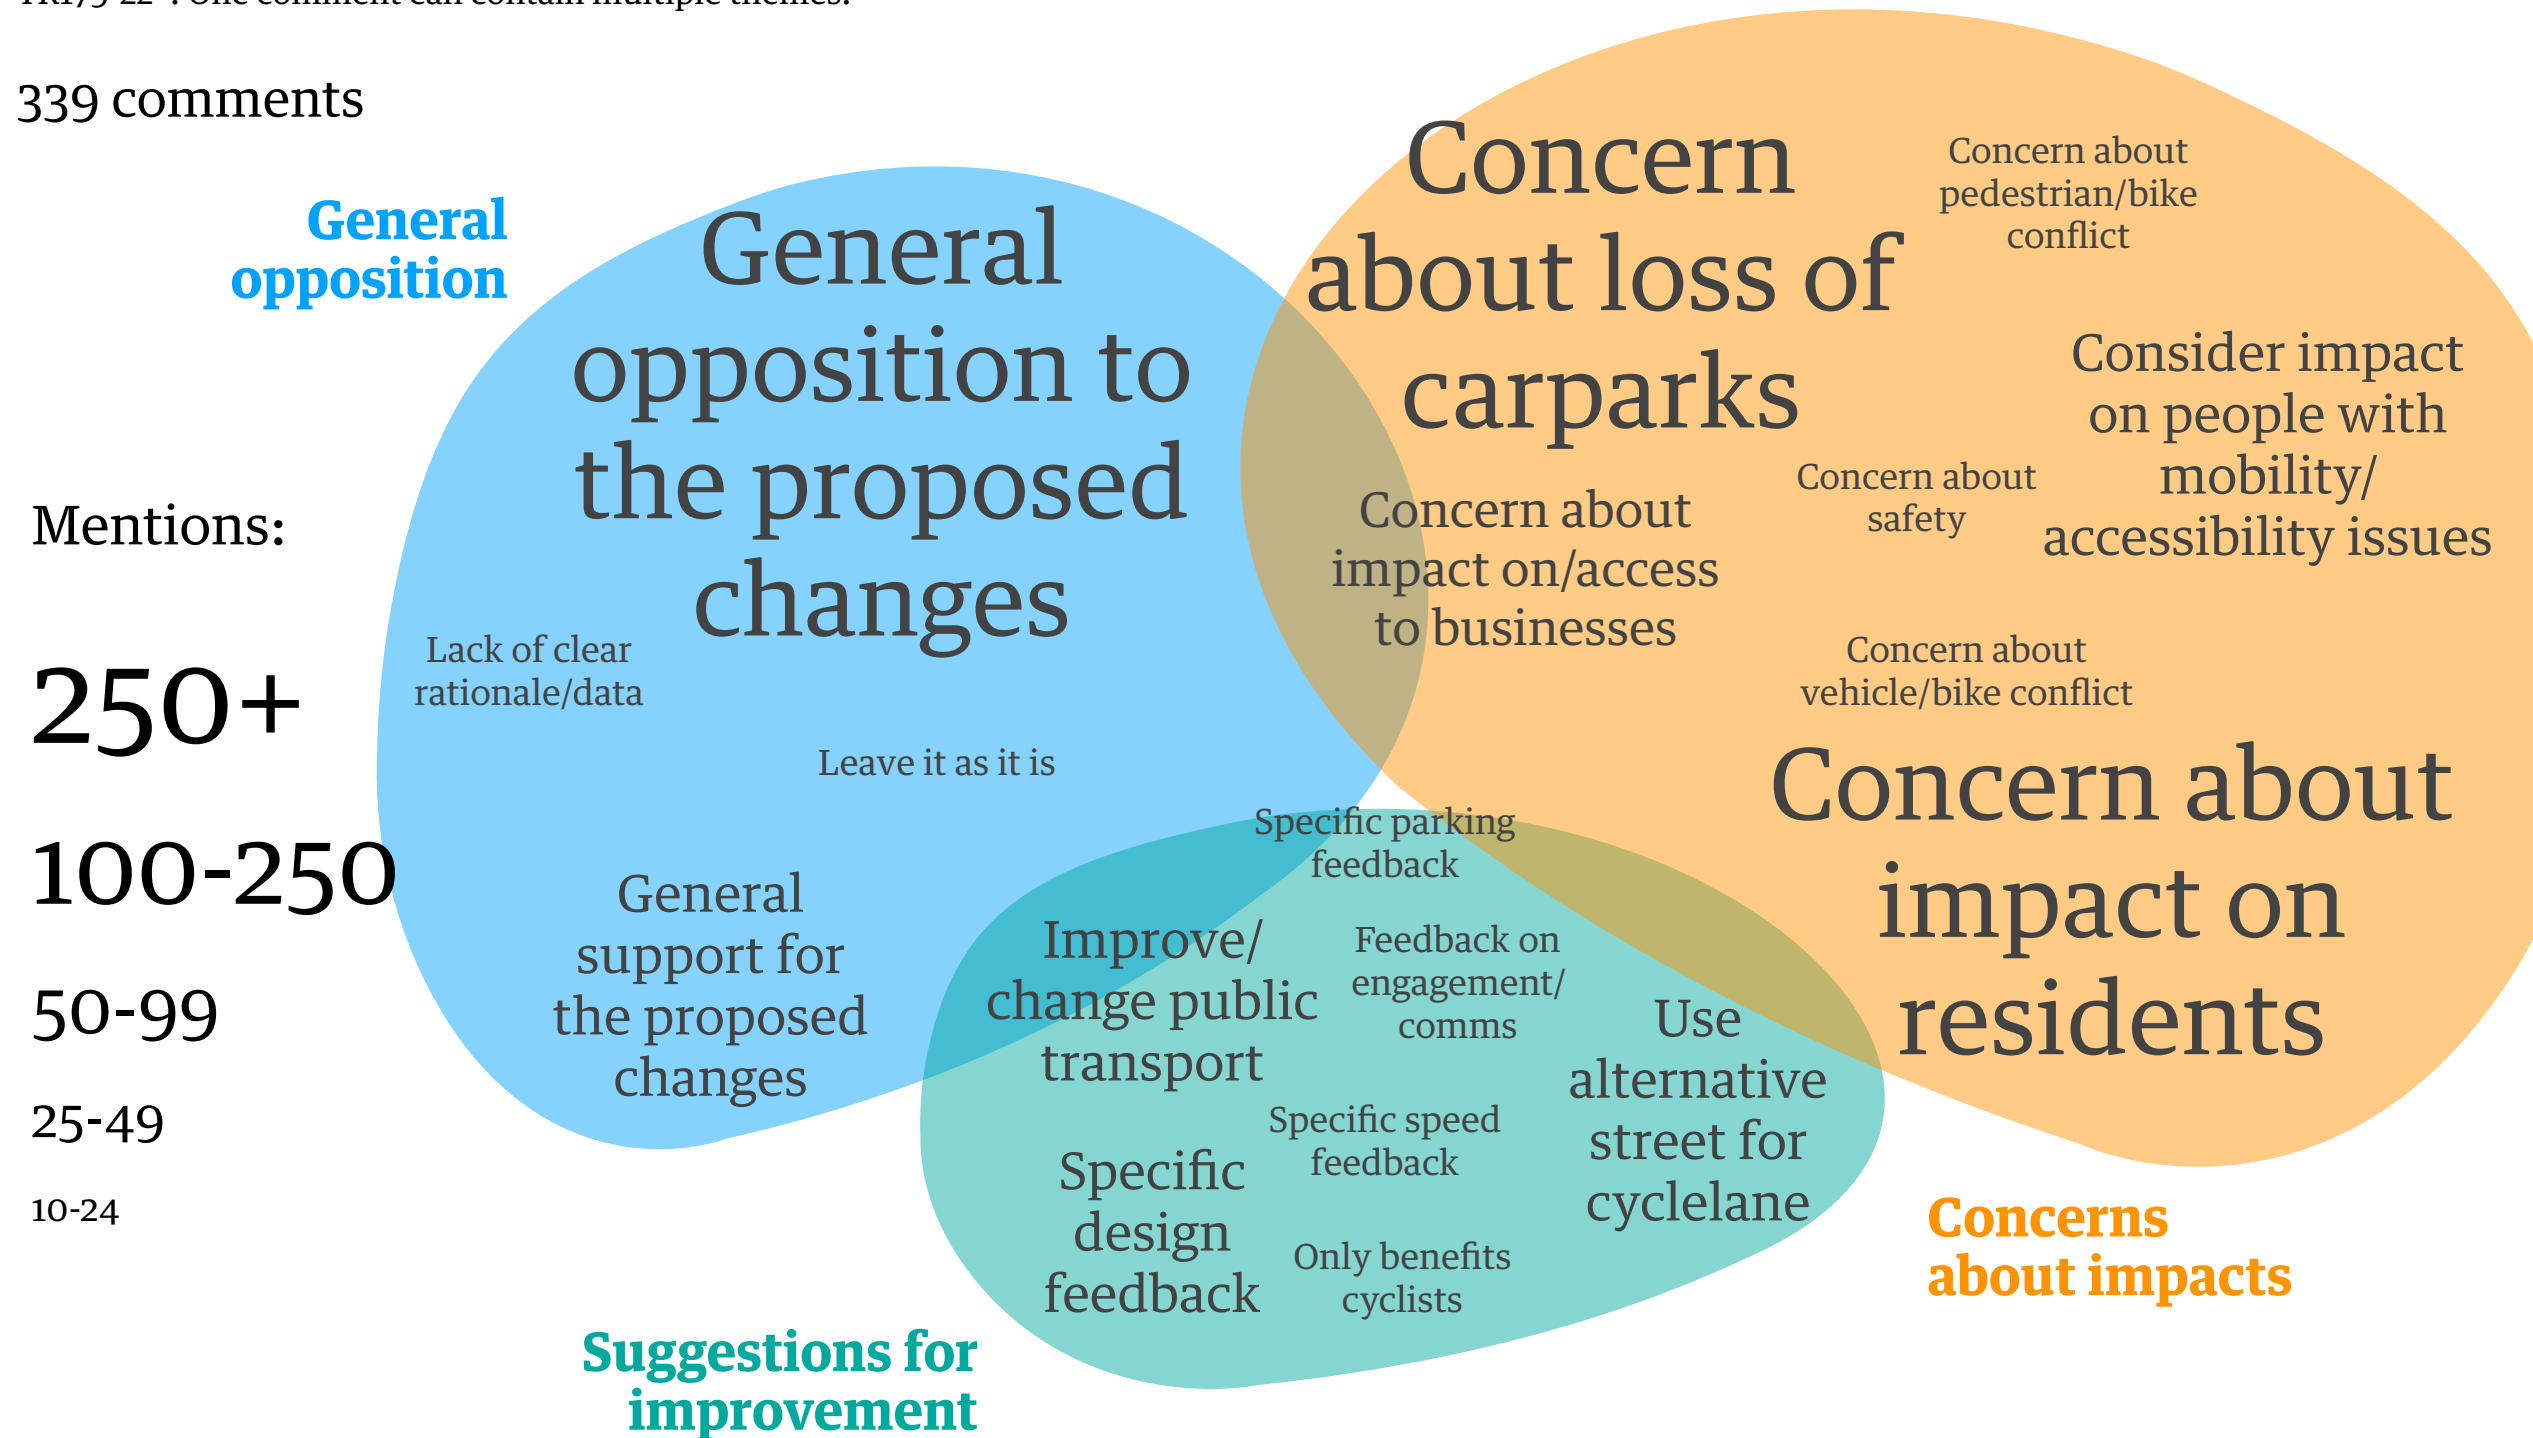 339 comments
General
opposition
Mentions:
250+
100-250
50-99
25-49
10-24
General
opposition to
the proposed
changes
Lack of clear
rationale/data
Leave it as it is
General
support for
the proposed
changes
Concern
about loss of
carparks
Concern about
pedestrian/bike
conflict
Consider impact
on people with
mobility/
accessibility issues
Concern about
safety
Concern about
impact on/access
to businesses
Concern about
vehicle/bike conflict
Concern about
impact on
residents
Specific parking
feedback
Improve/
change public
transport
Feedback on
engagement/
comms
Use
alternative
street for
cyclelane
Specific speed
feedback
Specific
design
feedback
Only benefits
cyclists
Concerns
about impacts
Suggestions for
improvement